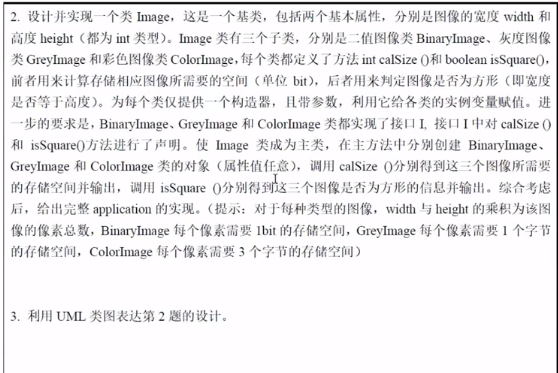 2. 设计并实现一个类 Image，这是一个基类，包括两个基本属性，分别是图像的宽度 width 和
高度 height（都为 int 类型）。Image 类有三个子类，分别是二值图像类 BinaryImage、灰度图像
类 GreyImage 和彩色图像类 ColorImage，每个类都定义了方法 int calSize ()和 boolean isSquare()，
前者用来计算存储相应图像所需要的空间（单位 bit），后者用来判定图像是否为方形（即宽度
是否等于高度）。为每个类仅提供一个构造器，且带参数，利用它给各类的实例变量赋值。进
一步的要求是，BinaryImage、GreyImage 和 ColorImage 类都实现了接口 I, 接口 I 中对 calSize ()
和 isSquare()方法进行了声明。使 Image 类成为主类，在主方法中分别创建 BinaryImage、
GreyImage 和 ColorImage 类的对象（属性值任意），调用 calSize ()分别得到这三个图像所需要
的存储空间并输出，调用 isSquare ()分别得到这三个图像是否为方形的信息并输出。综合考虑
后，给出完整 application 的实现。（提示：对于每种类型的图像，width 与 height 的乘积为该图
像的像素总数，BinaryImage 每个像素需要 1bit 的存储空间，GreyImage 每个像素需要 1 个字节
的存储空间，ColorImage 每个像素需要 3 个字节的存储空间）
3. 利用 UML 类图表达第 2 题的设计。